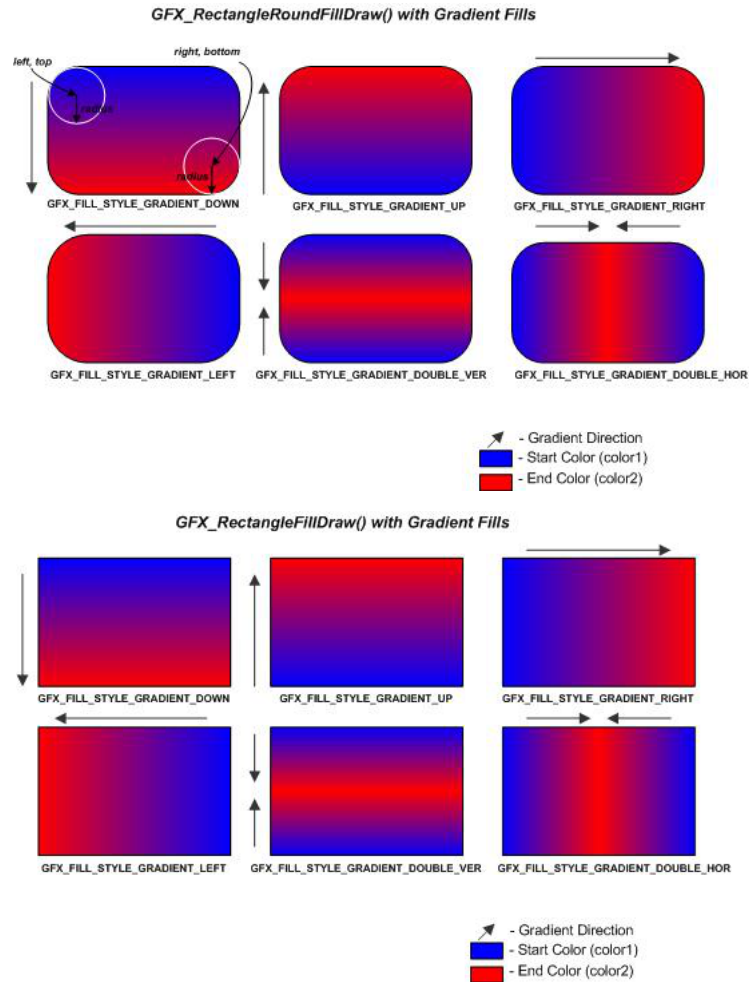 GFX_RectangleRoundFillDraw() with Gradient Fills
left, top
right, bottom
radius
radius
GFX_FILL_STYLE_GRADIENT_DOWN
GFX_FILL_STYLE_GRADIENT_UP
GFX_FILL_STYLE_GRADIENT_RIGHT
GFX_FILL_STYLE_GRADIENT_LEFT
GFX_FILL_STYLE_GRADIENT_DOUBLE_VER
GFX_FILL_STYLE_GRADIENT_DOUBLE_HOR
- Gradient Direction
- Start Color (color1)
- End Color (color2)
GFX_RectangleFillDraw() with Gradient Fills
GFX_FILL_STYLE_GRADIENT_DOWN
GFX_FILL_STYLE_GRADIENT_UP
GFX_FILL_STYLE_GRADIENT_RIGHT
GFX_FILL_STYLE_GRADIENT_LEFT
GFX_FILL_STYLE_GRADIENT_DOUBLE_VER
GFX_FILL_STYLE_GRADIENT_DOUBLE_HOR
- Gradient Direction
- Start Color (color1)
- End Color (color2)